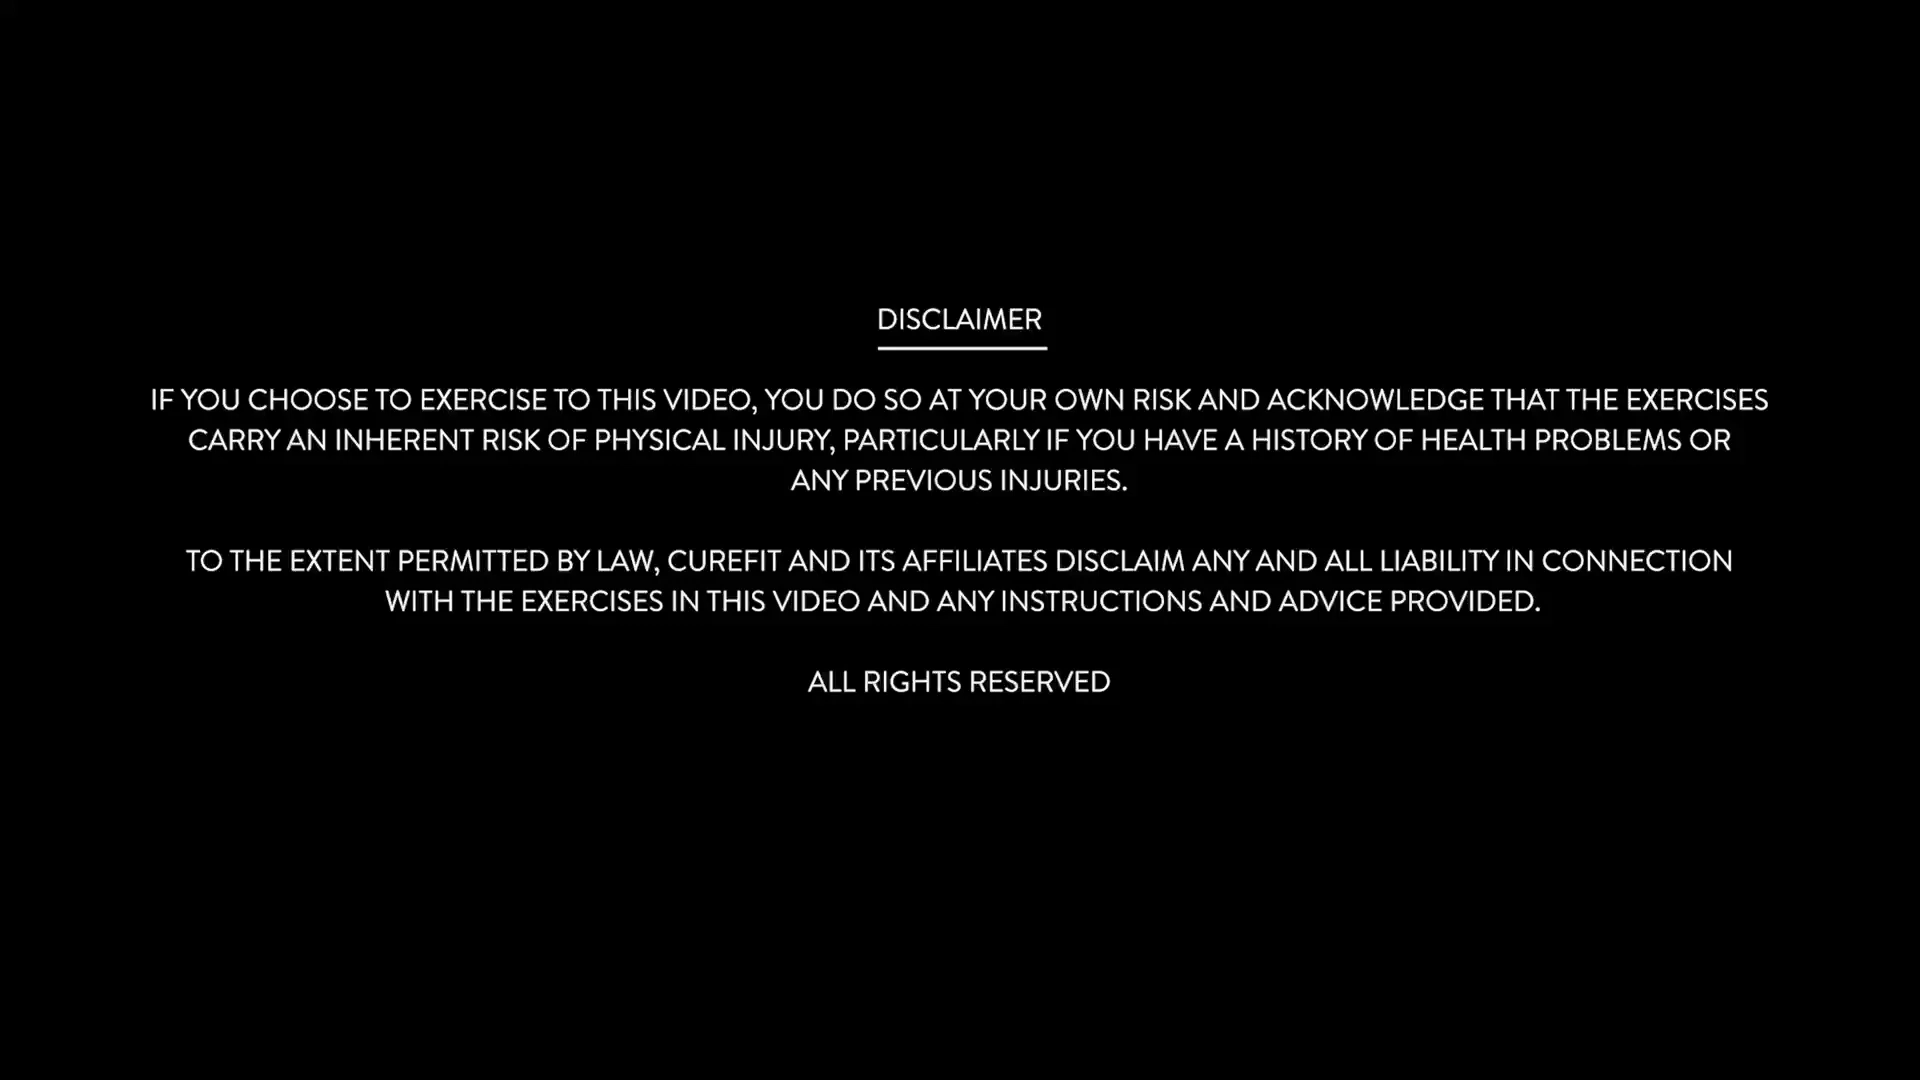 DISCLAIMER
IF YOU CHOOSE TO EXERCISE TO THIS VIDEO, YOU DO SO AT YOUR OWN RISK AND ACKNOWLEDGE THAT THE EXERCISES
CARRY AN INHERENT RISK OF PHYSICAL INJURY, PARTICULARLY IF YOU HAVE A HISTORY OF HEALTH PROBLEMS OR
ANY PREVIOUS INJURIES.
TO THE EXTENT PERMITTED BY LAW, CUREFIT AND ITS AFFILIATES DISCLAIM ANY AND ALL LIABILITY IN CONNECTION
WITH THE EXERCISES IN THIS VIDEO AND ANY INSTRUCTIONS AND ADVICE PROVIDED.
ALL RIGHTS RESERVED